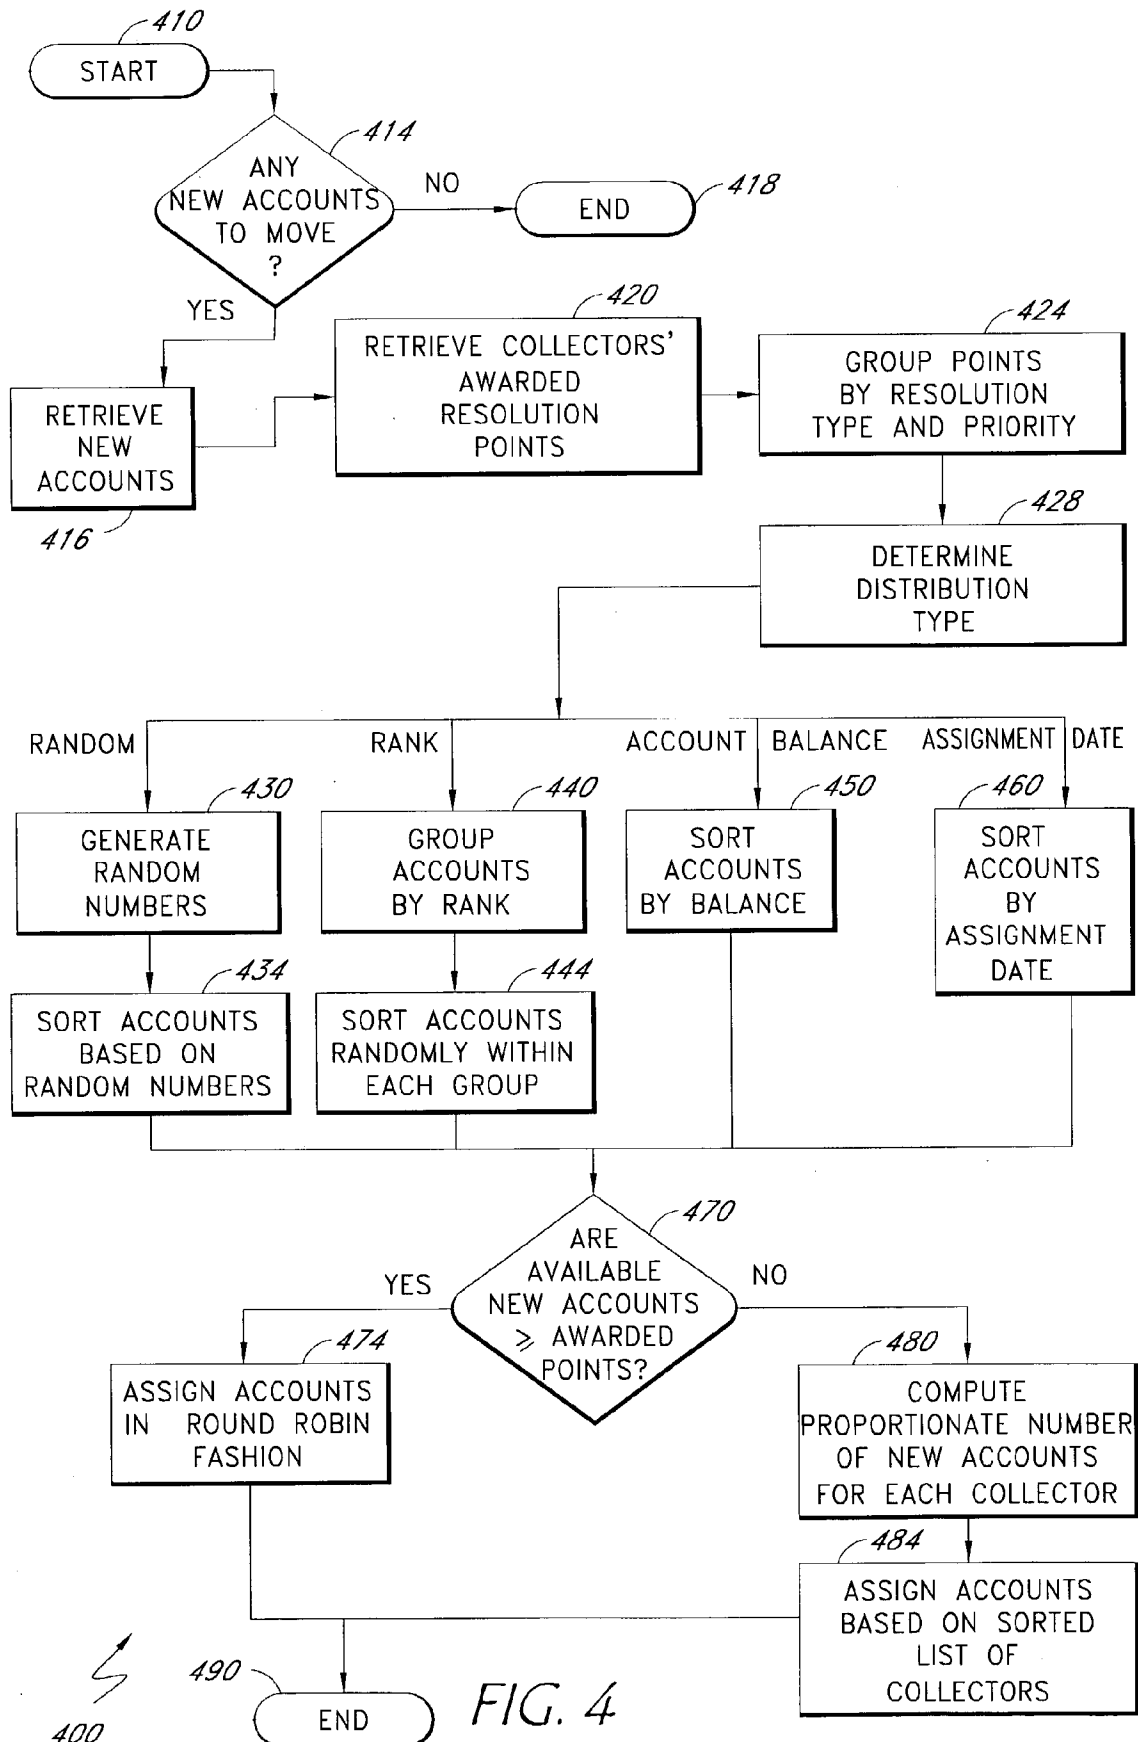 410
START
414
ANY
NEW ACCOUNTS
TO MOVE
?
NO
418
END
YES
420
RETRIEVE COLLECTORS'
AWARDED
RESOLUTION
POINTS
424
GROUP POINTS
BY RESOLUTION
TYPE AND PRIORITY
RETRIEVE
NEW
ACCOUNTS
416
428
DETERMINE
DISTRIBUTION
TYPE
RANDOM
RANK
ACCOUNT BALANCE
ASSIGNMENT DATE
430
GENERATE
RANDOM
NUMBERS
440
GROUP
ACCOUNTS
BY RANK
450
SORT
ACCOUNTS
BY BALANCE
460
SORT
ACCOUNTS
BY
ASSIGNMENT
DATE
434
SORT ACCOUNTS
BASED ON
RANDOM NUMBERS
444
SORT ACCOUNTS
RANDOMLY WITHIN
EACH GROUP
470
ARE
AVAILABLE
NEW ACCOUNTS
⩾ AWARDED
POINTS?
YES
NO
474
ASSIGN ACCOUNTS
IN ROUND ROBIN
FASHION
480
COMPUTE
PROPORTIONATE NUMBER
OF NEW ACCOUNTS
FOR EACH COLLECTOR
484
ASSIGN ACCOUNTS
BASED ON SORTED
LIST OF
COLLECTORS
490
END
FIG. 4
400